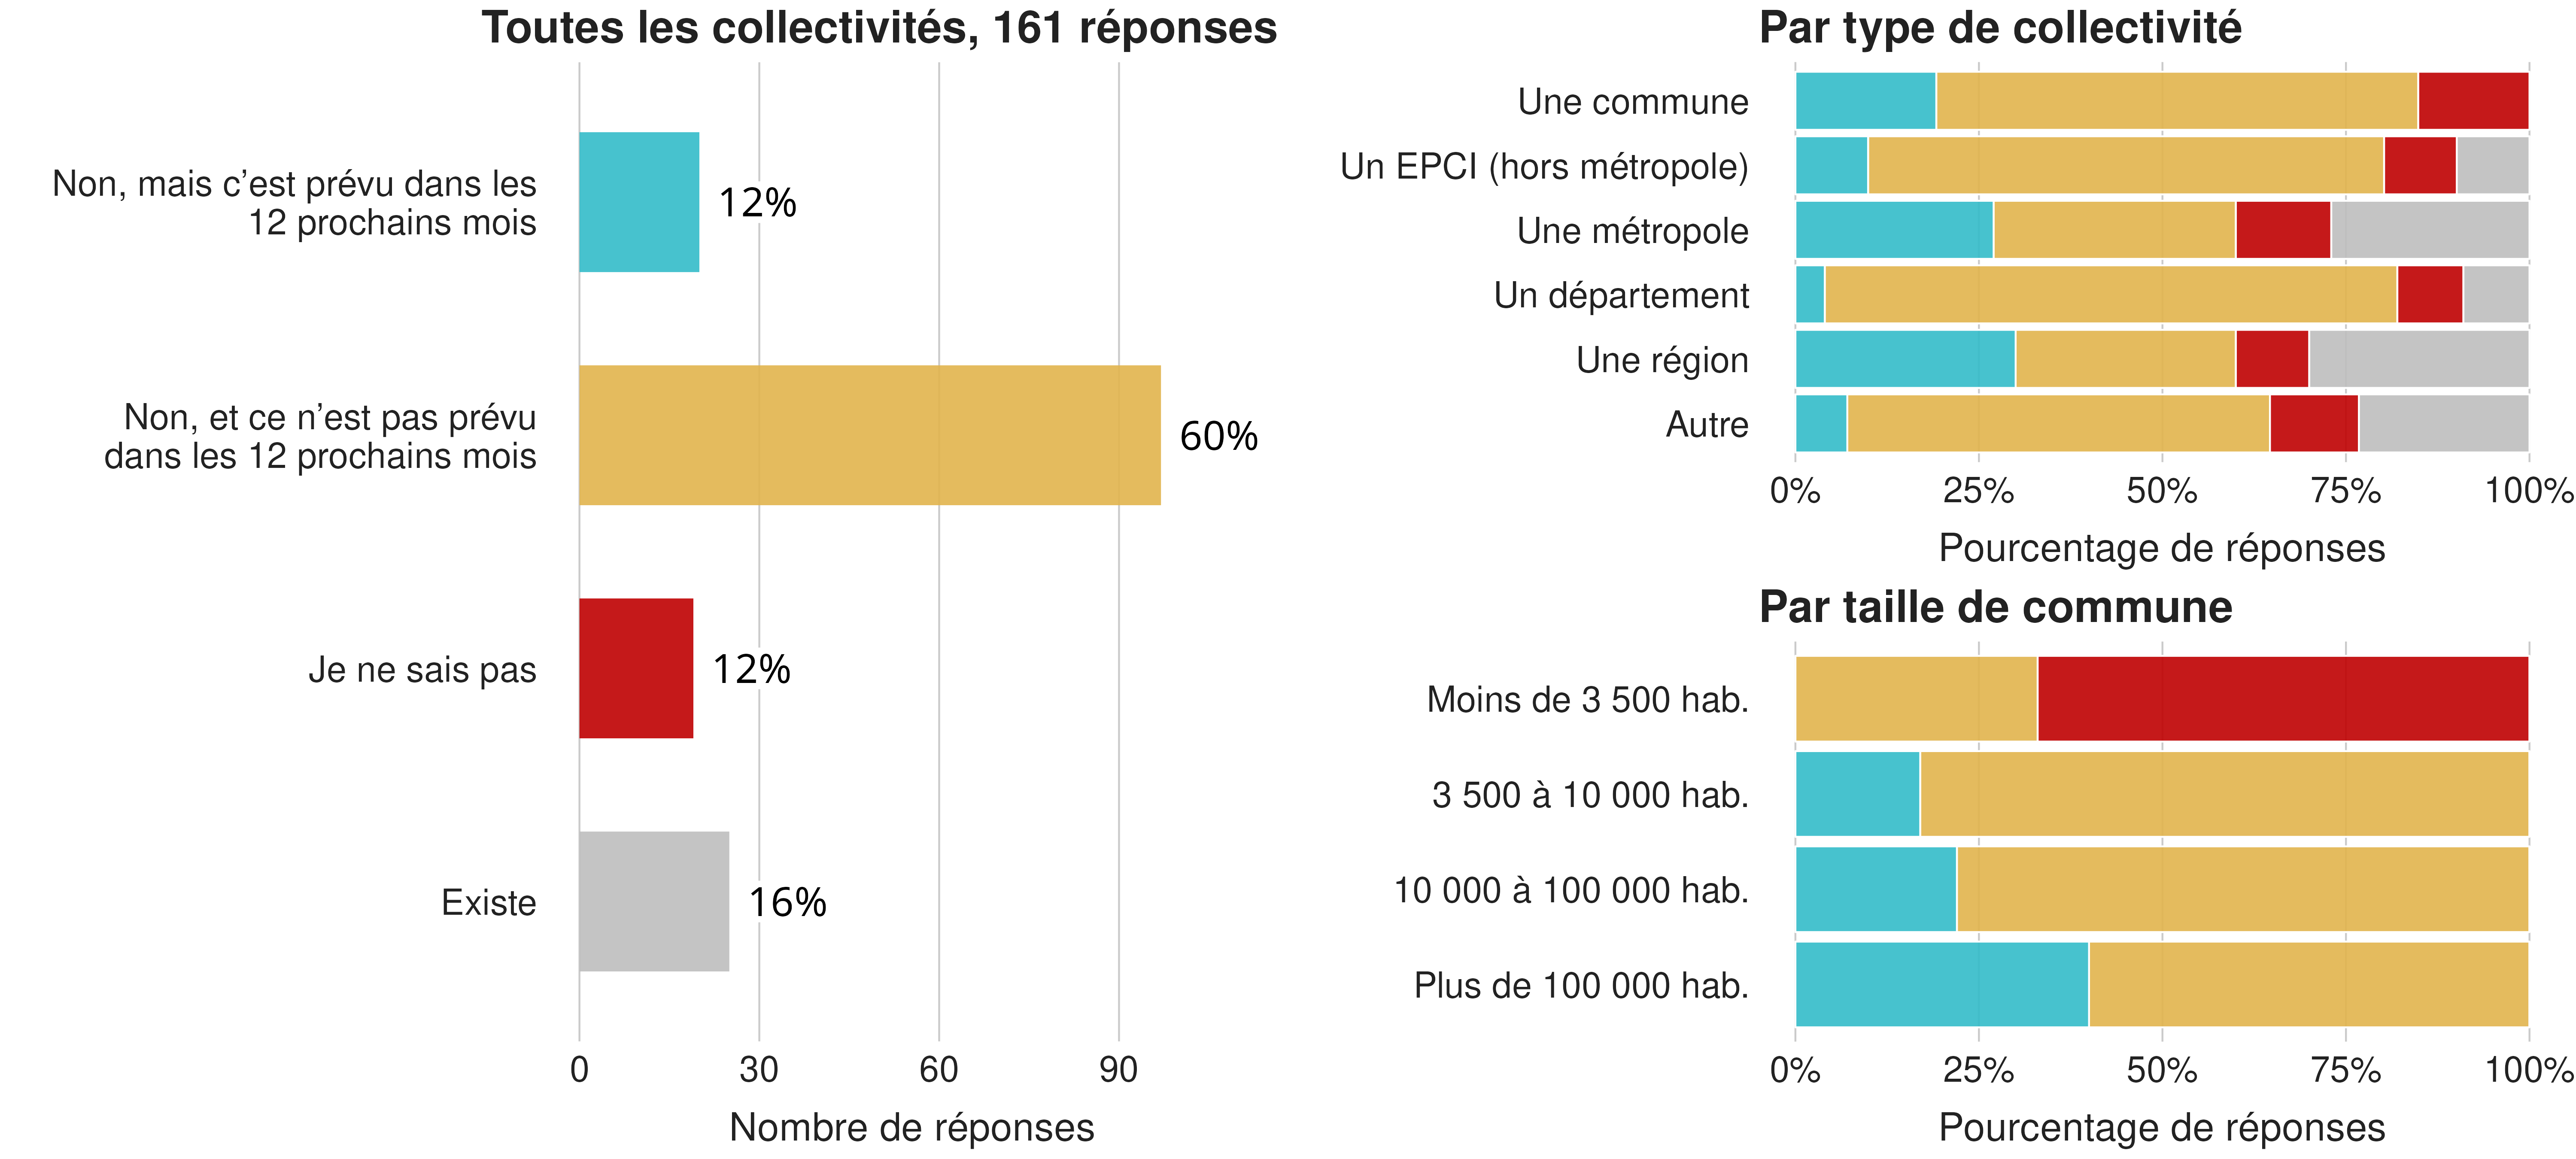 Toutes les collectivités, 161 réponses
Non, mais c’est prévu dans les
12 prochains mois
12%
Non, et ce n’est pas prévu
dans les 12 prochains mois
60%
Je ne sais pas
12%
Existe
16%
0 30 60 90
Nombre de réponses
Par type de collectivité
Une commune
Un EPCI (hors métropole)
Une métropole
Un département
Une région
Autre
0% 25% 50% 75% 100%
Pourcentage de réponses
Par taille de commune
Moins de 3 500 hab.
3 500 à 10 000 hab.
10 000 à 100 000 hab.
Plus de 100 000 hab.
0% 25% 50% 75% 100%
Pourcentage de réponses